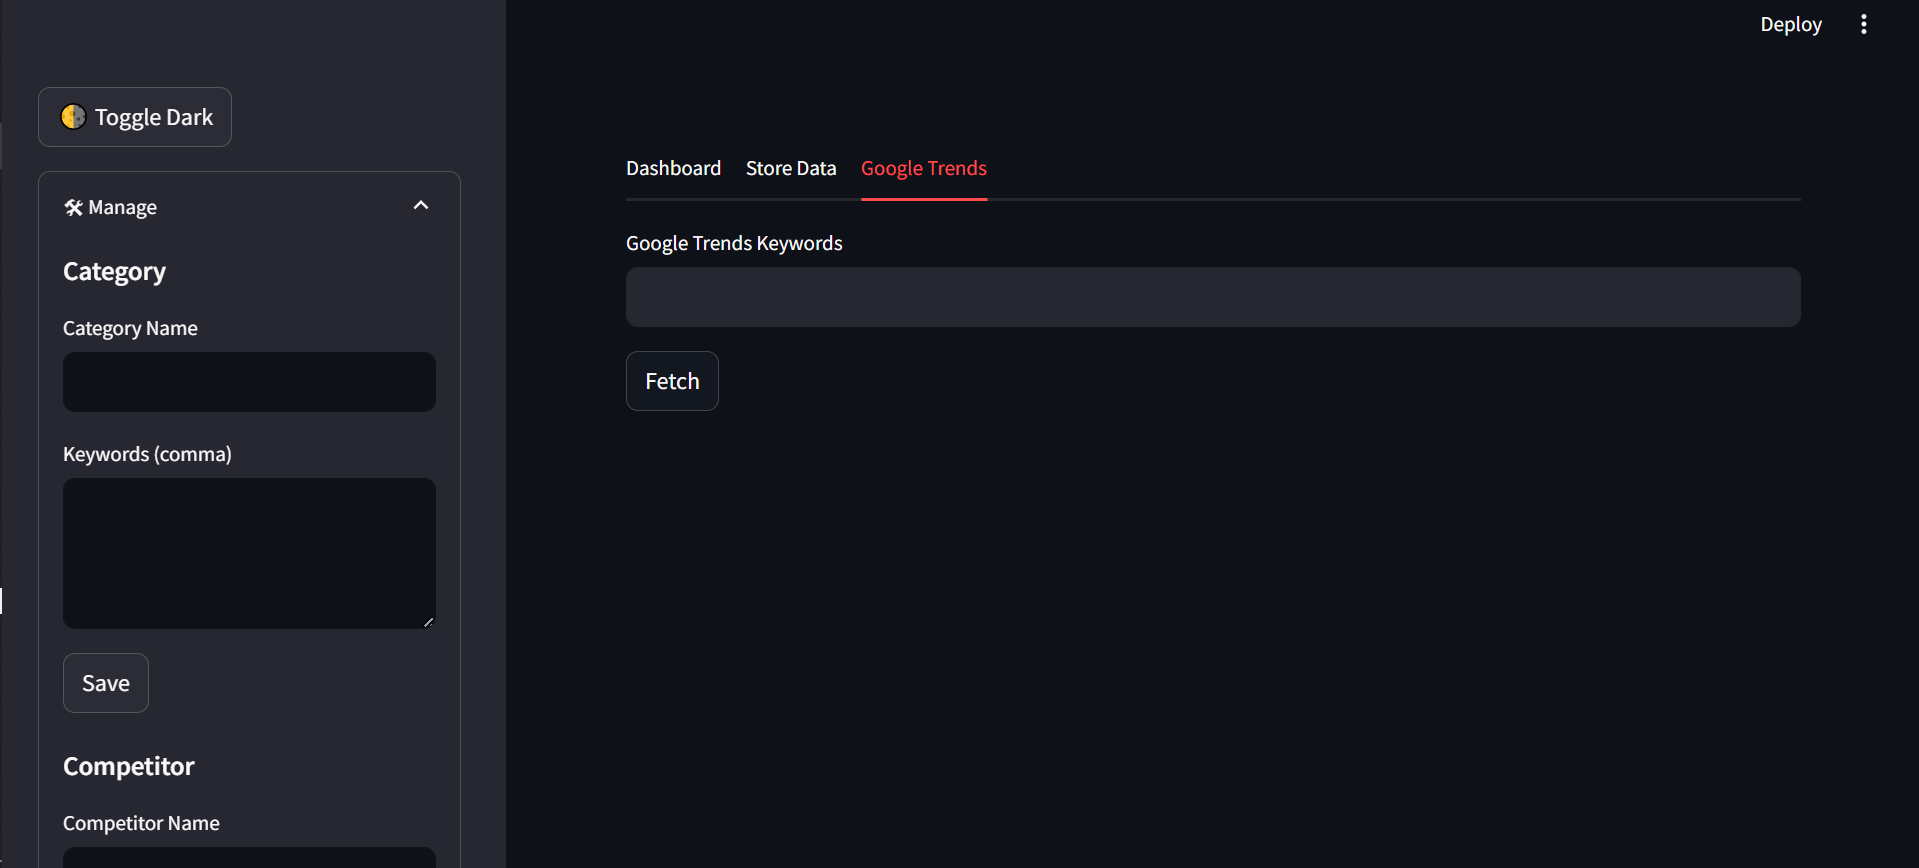 Deploy
Toggle Dark
Manage
Category
Category Name
Keywords (comma)
Save
Competitor
Competitor Name
Dashboard Store Data Google Trends
Google Trends Keywords
Fetch